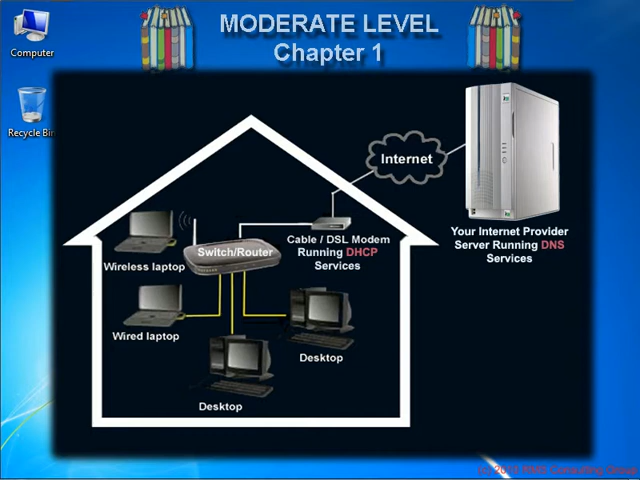 MODERATE LEVEL
Chapter 1
Computer
Recycle Bin
Internet
Your Internet Provider
Server Running DNS
Services
Cable / DSL Modem
Running DHCP
Services
Switch/Router
Wireless laptop
Wired laptop
Desktop
Desktop
Consulting Group